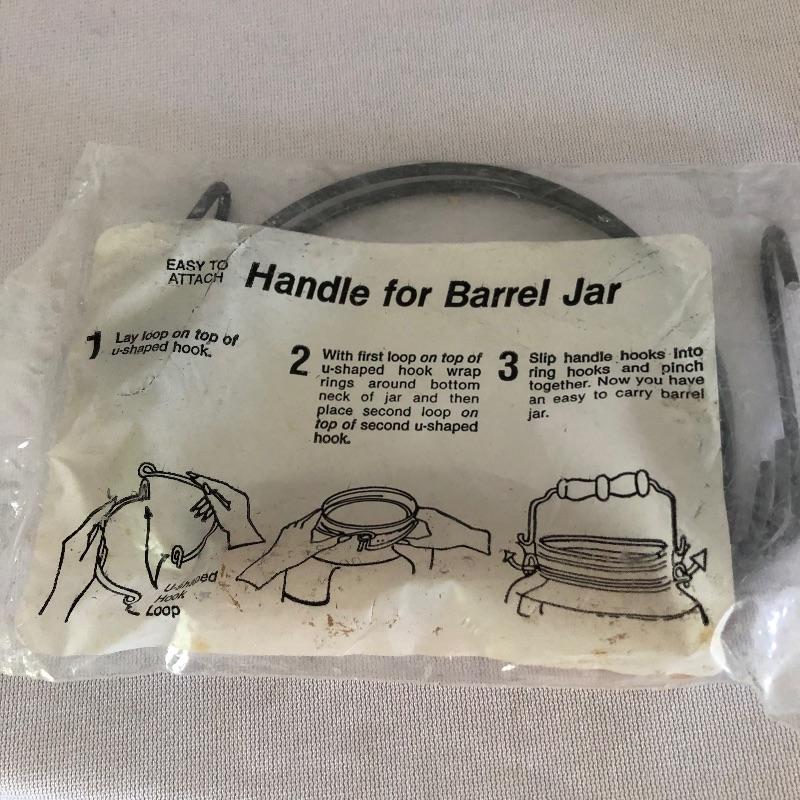 EASY TO
ATTACH
Handle for Barrel Jar
1
Lay loop on top of
u-shaped hook.
2
With first loop on top of
u-shaped hook wrap
rings around bottom
neck of jar and then
place second loop on
top of second u-shaped
hook.
3
Slip handle hooks into
ring hooks and pinch
together. Now you have
an easy to carry barrel
jar.
U-shaped
Hook
Loop